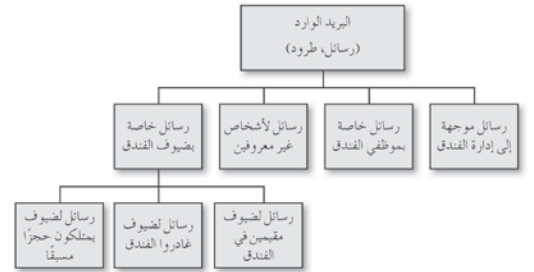 البريد الوارد
(رسائل، طرود)
رسائل موجهة
إلى إدارة الفندق
رسائل خاصة
بموظفي الفندق
رسائل لأشخاص
غير معروفين
رسائل خاصة
بضيوف الفندق
رسائل لضيوف
مقيمين في
الفندق
رسائل لضيوف
غادروا الفندق
رسائل لضيوف
يمتلكون حجزًا
مسبقًا